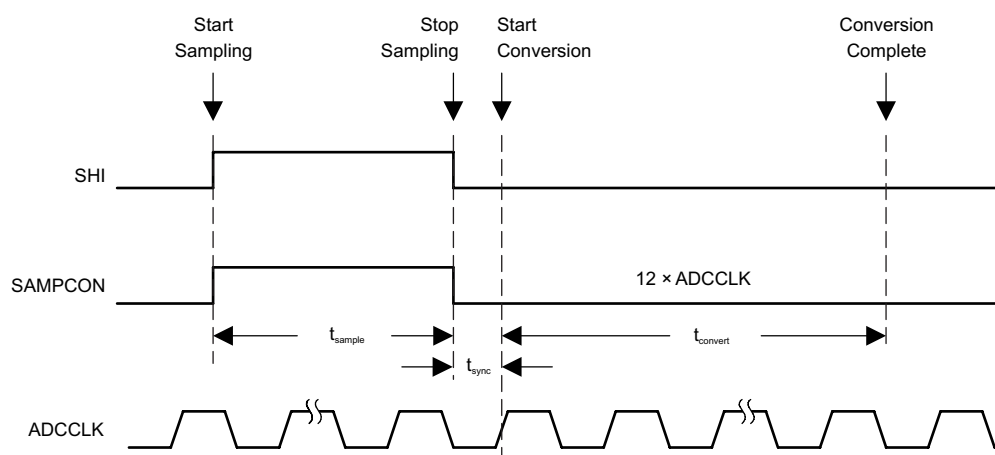 Start
Sampling
Stop
Sampling
Start
Conversion
Conversion
Complete
SHI
SAMPCON
12 × ADCCLK
tsample
tconvert
tsync
ADCCLK